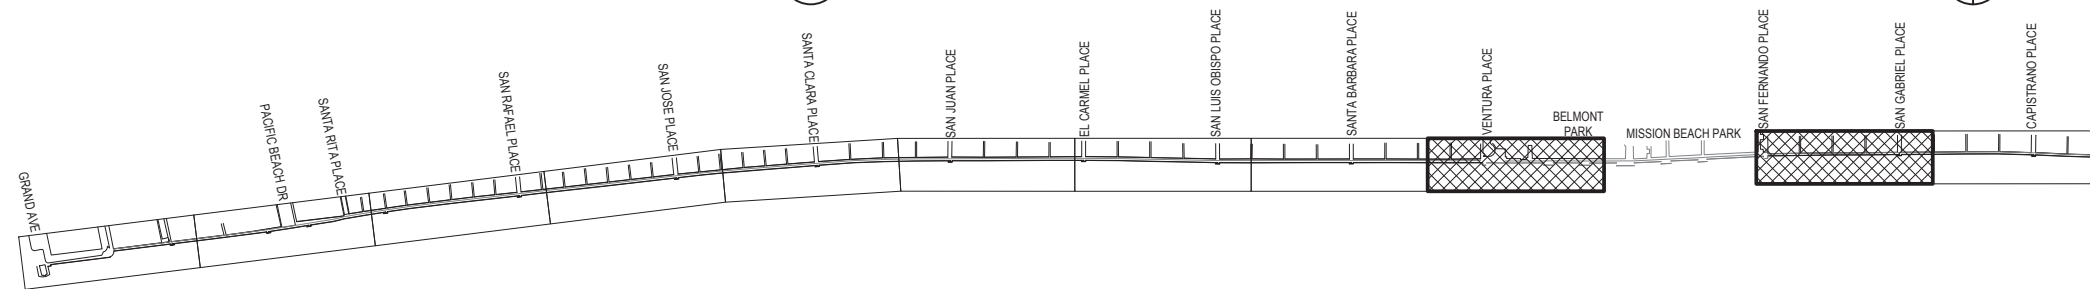 GRAND AVE
PACIFIC BEACH DR
SANTA RITA PLACE
SAN RAFAEL PLACE
SAN JOSE PLACE
SANTA CLARA PLACE
SAN JUAN PLACE
EL CARMEL PLACE
SAN LUIS OBISPO PLACE
SANTA BARBARA PLACE
VENTURA PLACE
BELMONT
PARK
MISSION BEACH PARK
SAN FERNANDO PLACE
SAN GABRIEL PLACE
CAPISTRANO PLACE